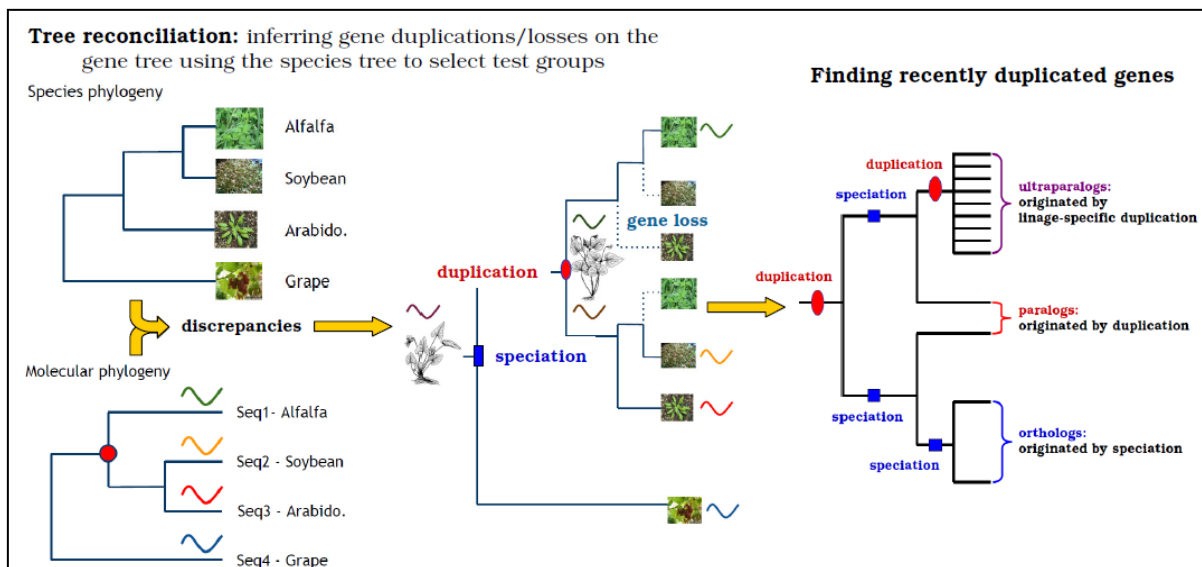 Tree reconciliation: inferring gene duplications/losses on the
gene tree using the species tree to select test groups
Species phylogeny
Alfalfa
Soybean
Arabido.
Grape
discrepancies
Molecular phylogeny
Seq1- Alfalfa
Seq2 - Soybean
Seq3 - Arabido.
Seq4 - Grape
duplication
speciation
gene loss
Finding recently duplicated genes
duplication
speciation
duplication
speciation
speciation
ultraparalogs:
originated by
linage-specific duplication
paralogs:
originated by duplication
orthologs:
originated by speciation